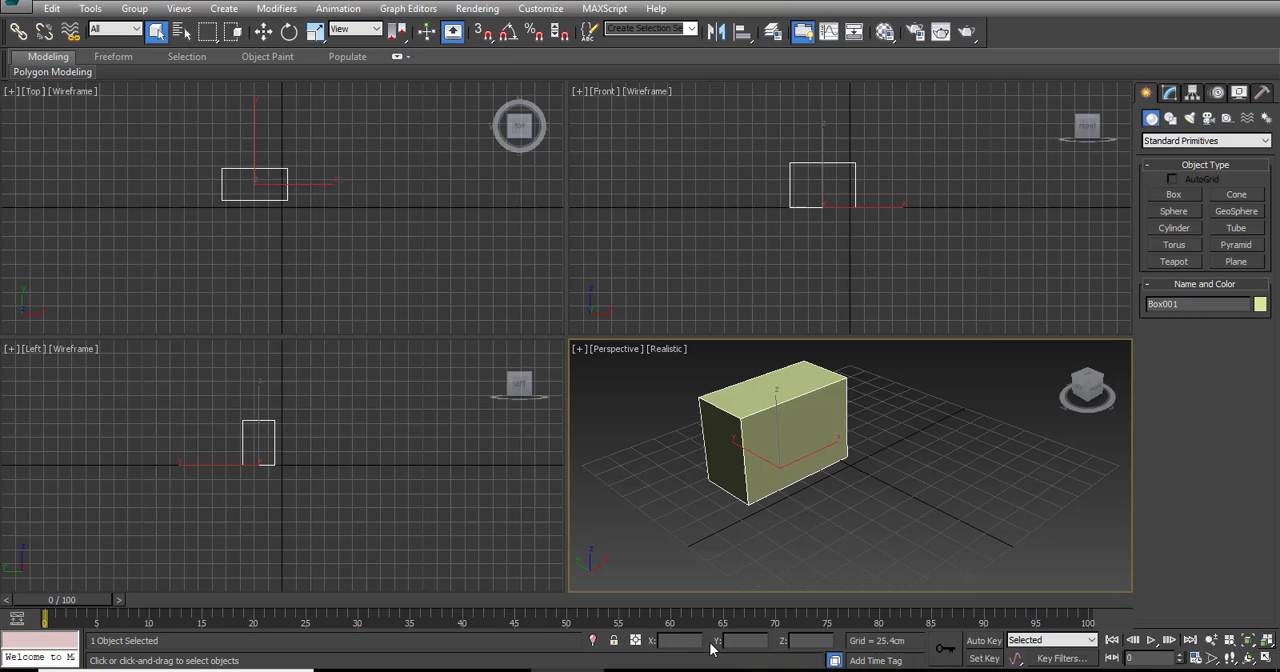 Edit Tools Group Views Create Modifiers Animation Graph Editors Rendering Customize MAXScript Help
All View 3 Create Selection Se
Modeling Freeform Selection Object Paint Populate
Polygon Modeling
[+] [Top] [Wireframe] [+] [Front] [Wireframe]
TOP FRONT
Standard Primitives
- Object Type
AutoGrid
Box Cone
Sphere GeoSphere
Cylinder Tube
Torus Pyramid
Teapot Plane
- Name and Color
Box001
[+] [Left] [Wireframe] [+] [Perspective] [Realistic]
LEFT
< 0 / 100 >
0 5 10 15 20 25 30 35 40 45 50 55 60 65 70 75 80 85 90 95 100
1 Object Selected X: Y: Z: Grid = 25.4cm Auto Key Selected
Welcome to M Click or click-and-drag to select objects Add Time Tag Set Key Key Filters... 0